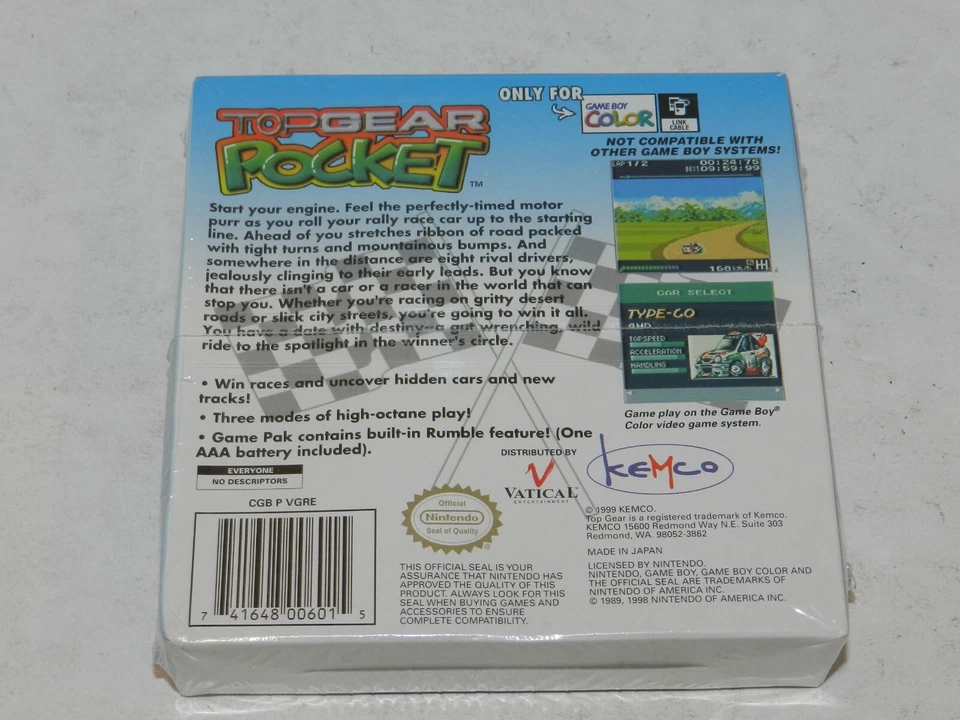 ONLY FOR
GAME BOY
COLOR
LINK
CABLE
TOP GEAR
POCKET™
NOT COMPATIBLE WITH
OTHER GAME BOY SYSTEMS!
LAP 1/2 00:24:75
BEST 09:59:99
168
Start your engine. Feel the perfectly-timed motor
purr as you roll your rally race car up to the starting
line. Ahead of you stretches ribbon of road packed
with tight turns and mountainous bumps. And
somewhere in the distance are eight rival drivers,
jealously clinging to their early leads. But you know
that there isn't a car or a racer in the world that can
stop you. Whether you're racing on gritty desert
roads or slick city streets, you're going to win it all.
You have a date with destiny--a gut wrenching, wild
ride to the spotlight in the winner's circle.
CAR SELECT
TYPE-CO
4WD
TOPSPEED
ACCELERATION
HANDLING
Game play on the Game Boy®
Color video game system.
• Win races and uncover hidden cars and new
tracks!
• Three modes of high-octane play!
• Game Pak contains built-in Rumble feature! (One
AAA battery included).
EVERYONE
NO DESCRIPTORS
CGB P VGRE
7 41648 00601 5
DISTRIBUTED BY
VATICAL
ENTERTAINMENT
KEMCO
Official
Nintendo
Seal of Quality
®
THIS OFFICIAL SEAL IS YOUR
ASSURANCE THAT NINTENDO HAS
APPROVED THE QUALITY OF THIS
PRODUCT. ALWAYS LOOK FOR THIS
SEAL WHEN BUYING GAMES AND
ACCESSORIES TO ENSURE
COMPLETE COMPATIBILITY.
© 1999 KEMCO.
Top Gear is a registered trademark of Kemco.
KEMCO 15600 Redmond Way N.E. Suite 303
Redmond, WA. 98052-3862
MADE IN JAPAN
LICENSED BY NINTENDO.
NINTENDO, GAME BOY, GAME BOY COLOR AND
THE OFFICIAL SEAL ARE TRADEMARKS OF
NINTENDO OF AMERICA INC.
© 1989, 1998 NINTENDO OF AMERICA INC.